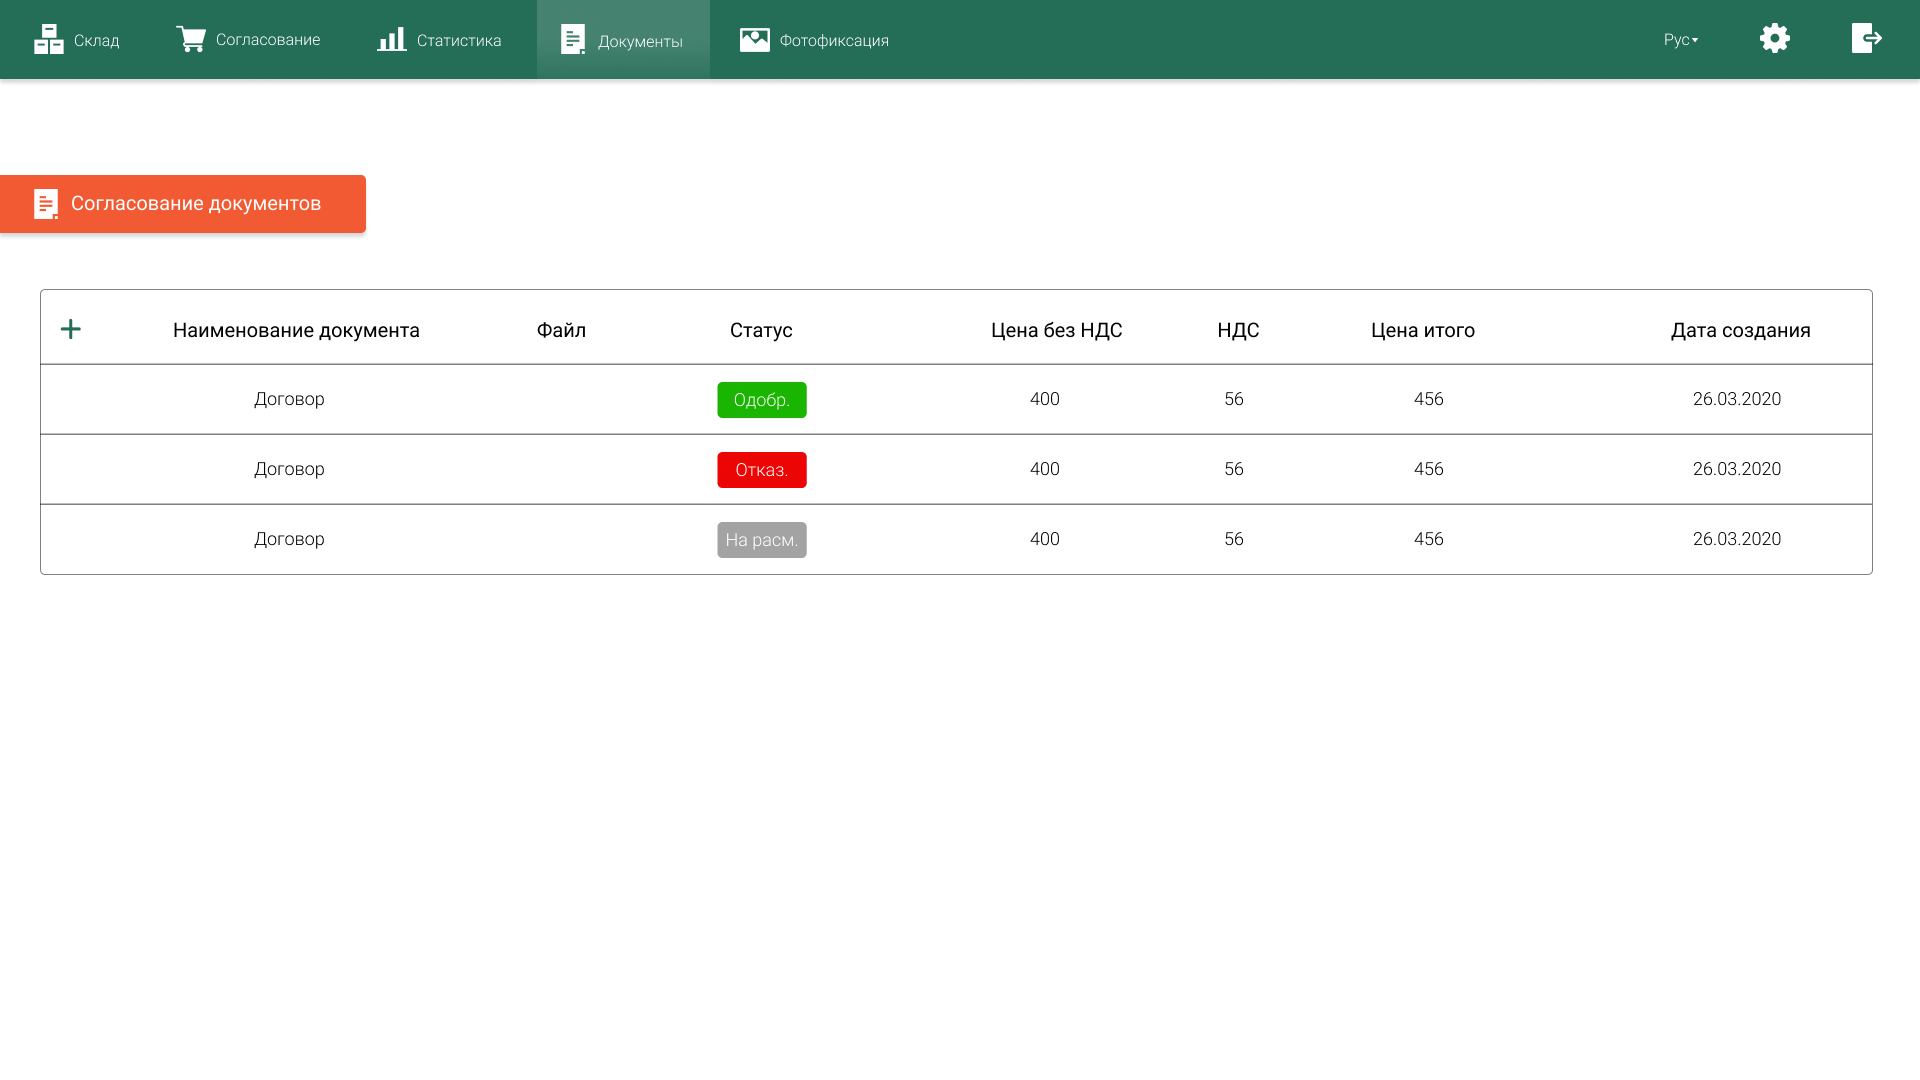 Склад Согласование Статистика Документы Фотофиксация Рус
Согласование документов
Наименование документа Файл Статус Цена без НДС НДС Цена итого Дата создания
Договор Одобр. 400 56 456 26.03.2020
Договор Отказ. 400 56 456 26.03.2020
Договор На расм. 400 56 456 26.03.2020